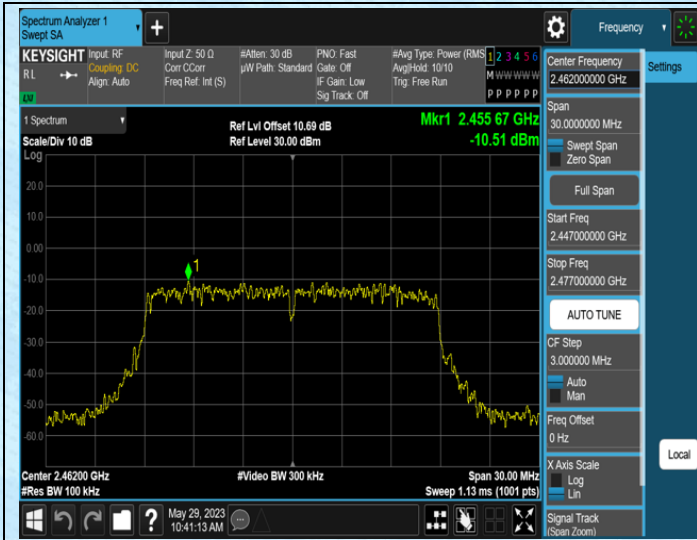 Spectrum Analyzer 1
Swept SA
Frequency
KEYSIGHT
RL
Input: RF
Coupling: DC
Align: Auto
Input Z: 50 Ω
Corr CCorr
Freq Ref: Int (S)
#Atten: 30 dB
µW Path: Standard
PNO: Fast
Gate: Off
IF Gain: Low
Sig Track: Off
#Avg Type: Power (RMS
Avg|Hold: 10/10
Trig: Free Run
1 2 3 4 5 6
M W W W W W
P P P P P P
1 Spectrum
Scale/Div 10 dB
Log
Ref Lvl Offset 10.69 dB
Ref Level 30.00 dBm
Mkr1 2.455 67 GHz
-10.51 dBm
20.0
10.0
0.00
-10.0
-20.0
-30.0
-40.0
-50.0
-60.0
1
Center 2.46200 GHz
#Res BW 100 kHz
#Video BW 300 kHz
Span 30.00 MHz
Sweep 1.13 ms (1001 pts)
May 29, 2023
10:41:13 AM
Center Frequency
2.462000000 GHz
Span
30.0000000 MHz
Swept Span
Zero Span
Full Span
Start Freq
2.447000000 GHz
Stop Freq
2.477000000 GHz
AUTO TUNE
CF Step
3.000000 MHz
Auto
Man
Freq Offset
0 Hz
X Axis Scale
Log
Lin
Signal Track
(Span Zoom)
Settings
Local